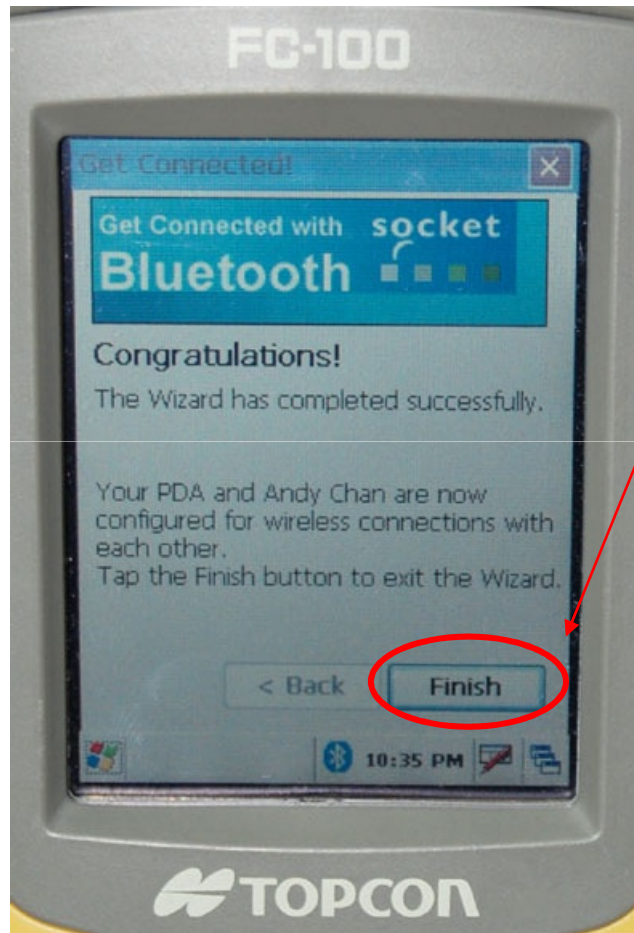 FC-100
Get Connected!
Get Connected with socket
Bluetooth
Congratulations!
The Wizard has completed successfully.
Your PDA and Andy Chan are now
configured for wireless connections with
each other.
Tap the Finish button to exit the Wizard.
< Back Finish
10:35 PM
TOPCON